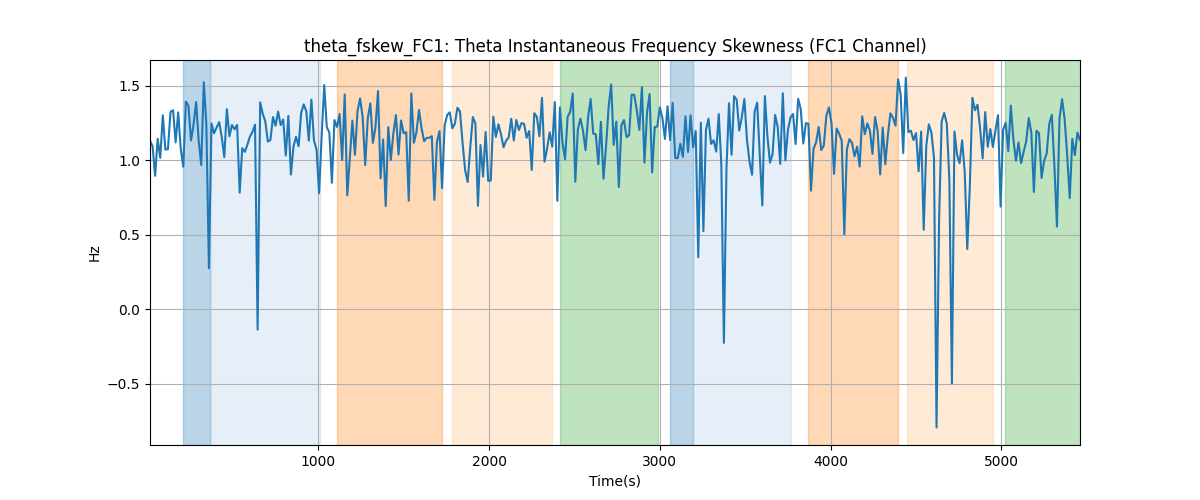 theta_fskew_FC1: Theta Instantaneous Frequency Skewness (FC1 Channel)
1.5
1.0
0.5
0.0
−0.5
Hz
1000 2000 3000 4000 5000
Time(s)